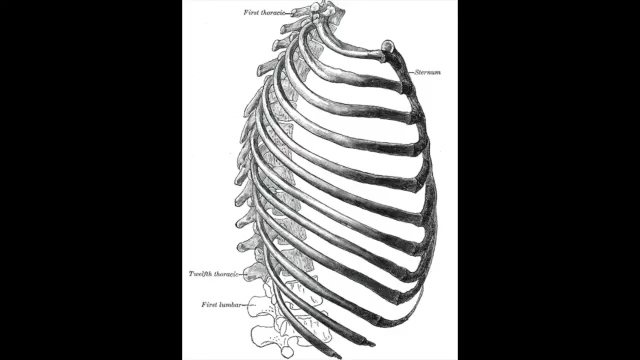 First thoracic
Sternum
Twelfth thoracic
First lumbar